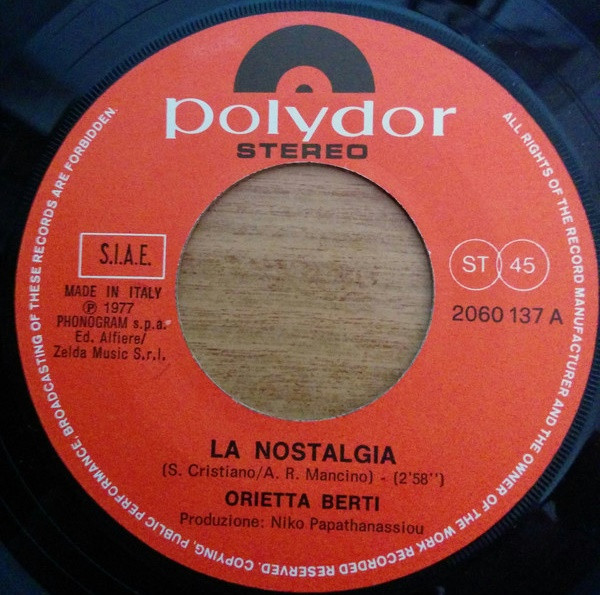 polydor
STEREO
S.I.A.E.
MADE IN ITALY
℗ 1977
PHONOGRAM s.p.a.
Ed. Alfiere/
Zelda Music S.r.l.
ST 45
2060 137 A
LA NOSTALGIA
(S. Cristiano/A. R. Mancino) - (2'58'')
ORIETTA BERTI
Produzione: Niko Papathanassiou
ALL RIGHTS OF THE RECORD MANUFACTURER AND THE OWNER OF THE WORK RECORDED RESERVED. COPYING, PUBLIC PERFORMANCE, BROADCASTING OF THESE RECORDS ARE FORBIDDEN.